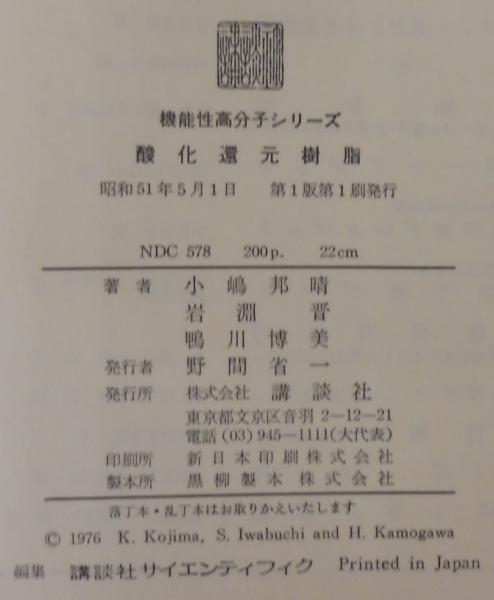 機能性高分子シリーズ
酸化還元樹脂
昭和51年5月1日 第1版第1刷発行
NDC 578 200p. 22cm
著者 小嶋邦晴
岩淵晋
鴨川博美
発行者 野間省一
発行所 株式会社 講談社
東京都文京区音羽 2-12-21
電話 (03) 945-1111(大代表)
印刷所 新日本印刷株式会社
製本所 黒柳製本株式会社
落丁本・乱丁本はお取りかえいたします
© 1976 K. Kojima, S. Iwabuchi and H. Kamogawa
編集 講談社サイエンティフィク Printed in Japan